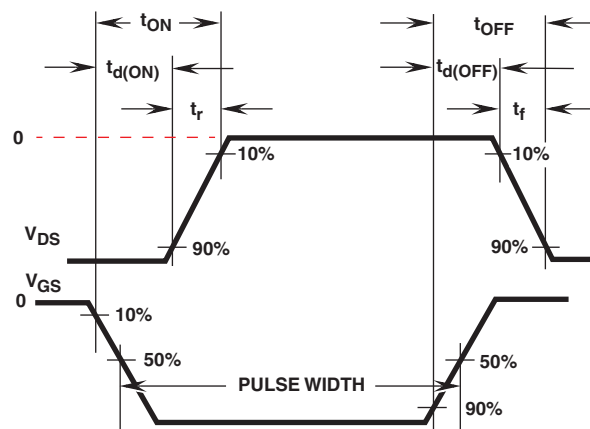 tON tOFF
td(ON) td(OFF)
tr tf
0
10% 10%
VDS 90% 90%
VGS
0
10%
50% 50%
PULSE WIDTH
90%